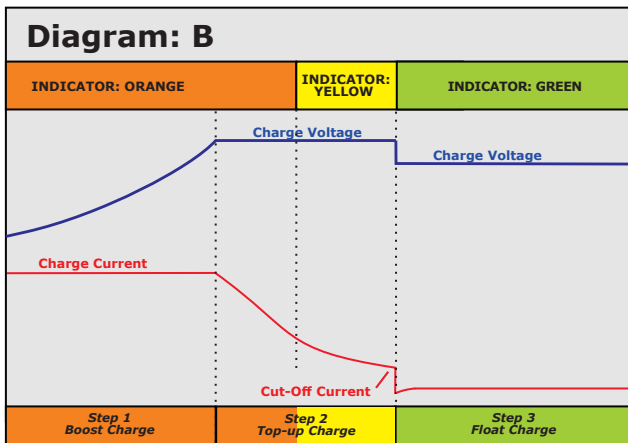 Diagram: B
INDICATOR: ORANGE
INDICATOR:
YELLOW
INDICATOR: GREEN
Charge Voltage
Charge Voltage
Charge Current
Cut-Off Current
Step 1
Boost Charge
Step 2
Top-up Charge
Step 3
Float Charge